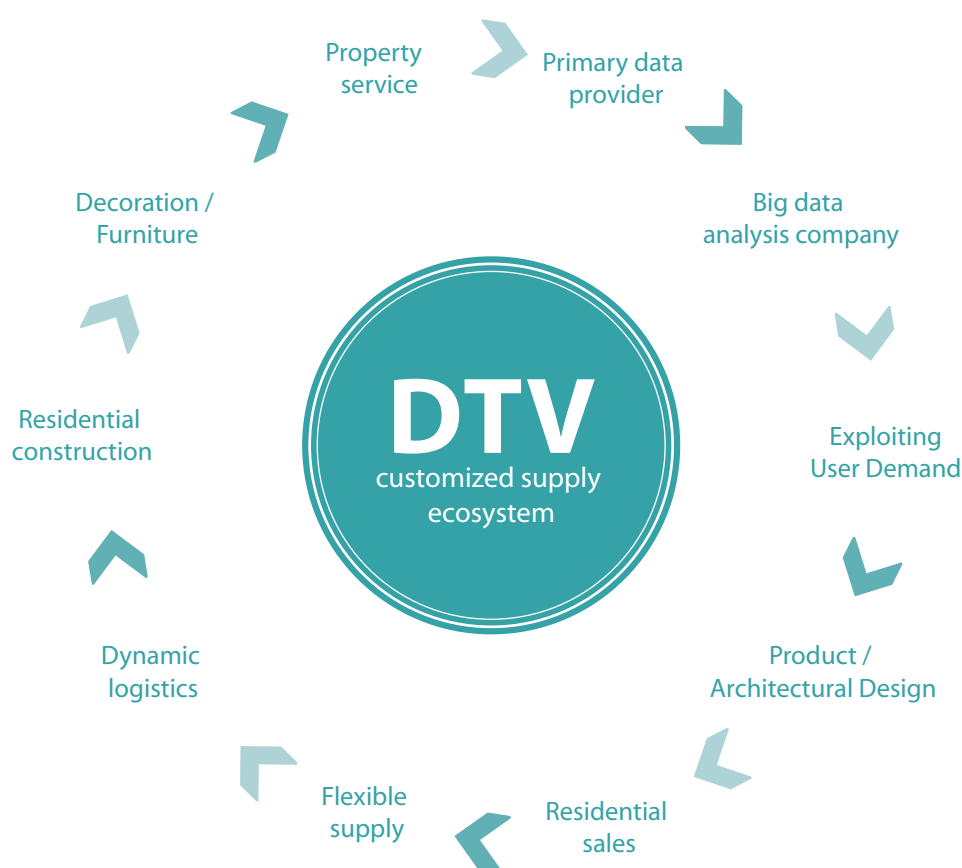 Property
service
Primary data
provider
Big data
analysis company
Exploiting
User Demand
Product /
Architectural Design
Residential
sales
Flexible
supply
Dynamic
logistics
Residential
construction
Decoration /
Furniture
DTV
customized supply
ecosystem